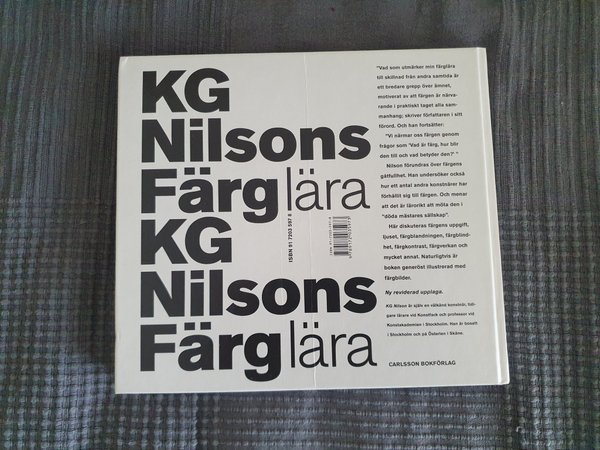 KG
Nilsons
Färglära
KG
Nilsons
Färglära
ISBN 91 7203 597 8
"Vad som utmärker min färglära
till skillnad från andra samtida är
ett bredare grepp över ämnet,
motiverat av att färgen är närva-
rande i praktiskt taget alla sam-
manhang; skriver författaren i sitt
förord. Och han fortsätter:
"Vi närmar oss färgen genom
frågor som 'Vad är färg, hur blir
den till och vad betyder den?' "
Nilson förundras över färgens
gåtfullhet. Han undersöker också
hur ett antal andra konstnärer har
förhållit sig till färgen. Och menar
att det är lärorikt att möta den i
"döda mästares sällskap".
Här diskuteras färgens uppgift,
ljuset, färgblandningen, färgblind-
het, färgkontrast, färgverkan och
mycket annat. Naturligtvis är
boken generöst illustrerad med
färgbilder.
Ny reviderad upplaga.
KG Nilson är själv en välkänd konstnär, tidi-
gare lärare vid Konstfack och professor vid
Konstakademien i Stockholm. Han är bosatt
i Stockholm och på Österlen i Skåne.
CARLSSON BOKFÖRLAG